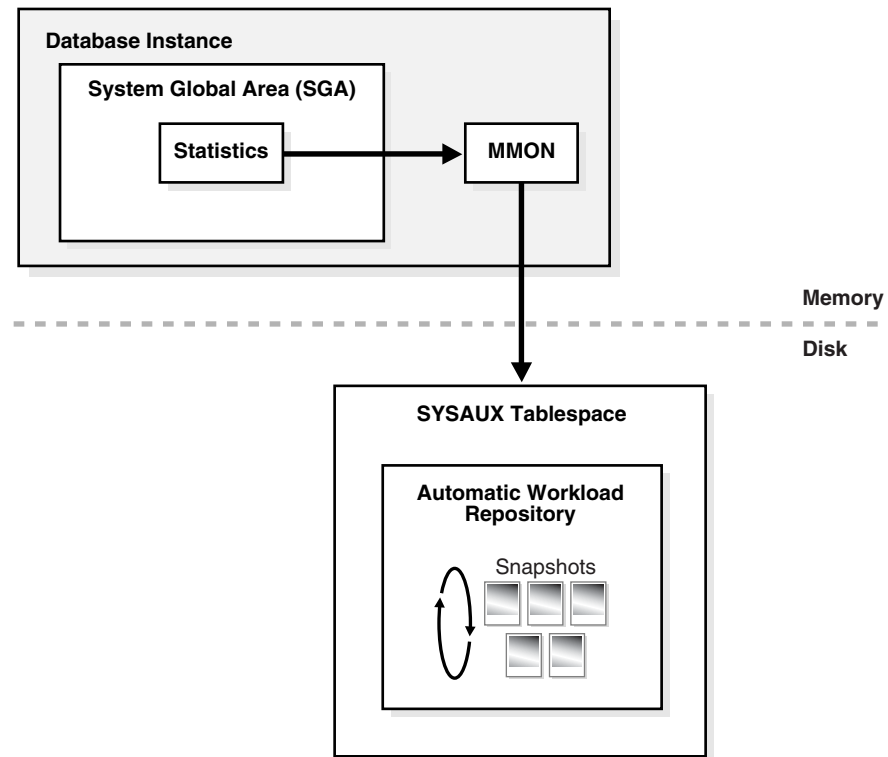 Database Instance
System Global Area (SGA)
Statistics
MMON
Memory
Disk
SYSAUX Tablespace
Automatic Workload
Repository
Snapshots